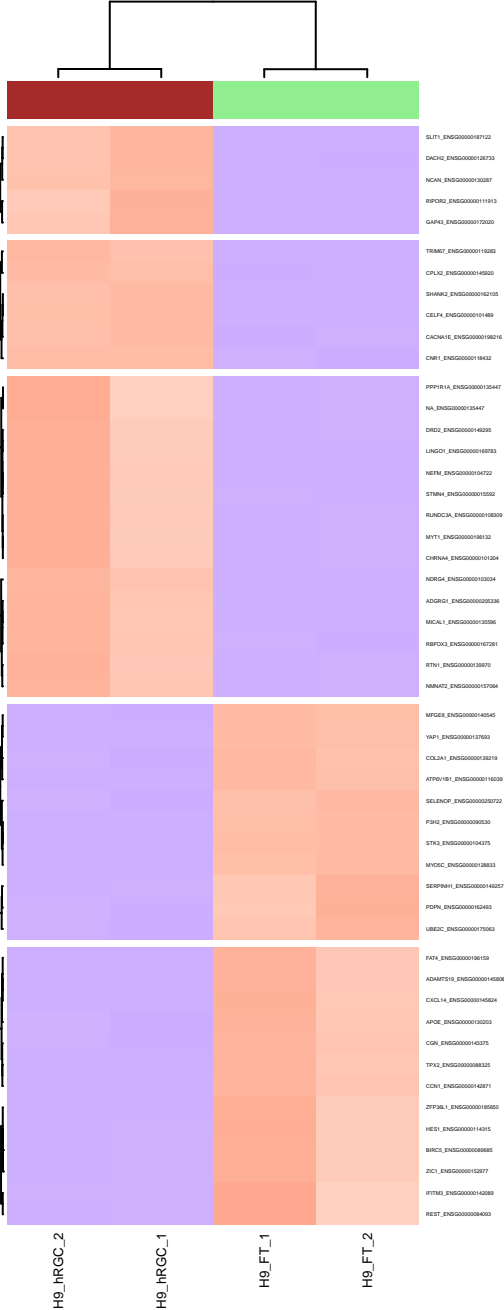 SLIT1_ENSG00000187122
DACH2_ENSG00000126733
NCAN_ENSG00000130287
RIPOR2_ENSG00000111913
GAP43_ENSG00000172020
TRIM67_ENSG00000119283
CPLX2_ENSG00000145920
SHANK2_ENSG00000162105
CELF4_ENSG00000101489
CACNA1E_ENSG00000198216
CNR1_ENSG00000118432
PPP1R1A_ENSG00000135447
NA_ENSG00000135447
DRD2_ENSG00000149295
LINGO1_ENSG00000169783
NEFM_ENSG00000104722
STMN4_ENSG00000015592
RUNDC3A_ENSG00000108309
MYT1_ENSG00000196132
CHRNA4_ENSG00000101204
NDRG4_ENSG00000103034
ADGRG1_ENSG00000205336
MICAL1_ENSG00000135596
RBFOX3_ENSG00000167281
RTN1_ENSG00000139970
NMNAT2_ENSG00000157064
MFGE8_ENSG00000140545
YAP1_ENSG00000137693
COL2A1_ENSG00000139219
ATP6V1B1_ENSG00000116039
SELENOP_ENSG00000250722
P3H2_ENSG00000090530
STK3_ENSG00000104375
MYO5C_ENSG00000128833
SERPINH1_ENSG00000149257
PDPN_ENSG00000162493
UBE2C_ENSG00000175063
FAT4_ENSG00000196159
ADAMTS19_ENSG00000145808
CXCL14_ENSG00000145824
APOE_ENSG00000130203
CGN_ENSG00000143375
TPX2_ENSG00000088325
CCN1_ENSG00000142871
ZFP36L1_ENSG00000185650
HES1_ENSG00000114315
BIRC5_ENSG00000089685
ZIC1_ENSG00000152977
IFITM3_ENSG00000142089
REST_ENSG00000084093
H9_hRGC_2
H9_hRGC_1
H9_FT_1
H9_FT_2